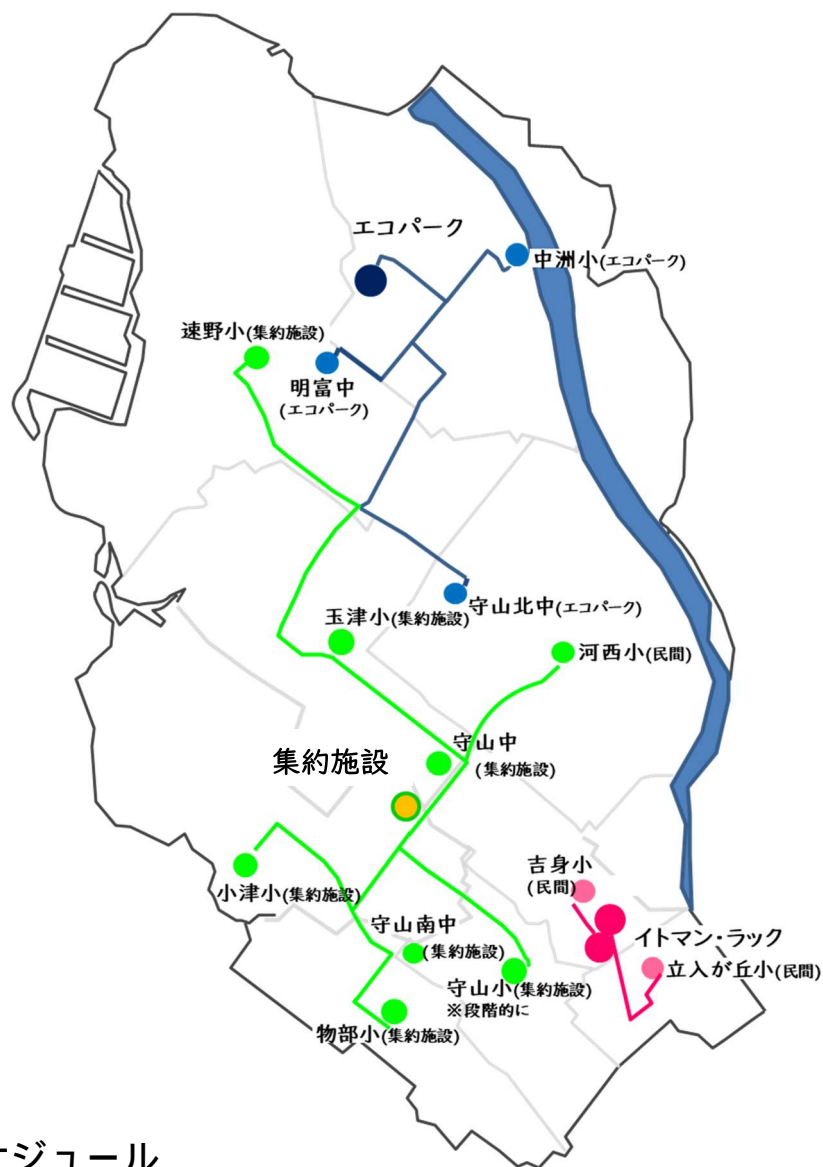 エコパーク
中洲小(エコパーク)
速野小(集約施設)
明富中
(エコパーク)
守山北中(エコパーク)
玉津小(集約施設)
河西小(民間)
守山中
(集約施設)
集約施設
吉身小
(民間)
小津小(集約施設)
守山南中
(集約施設)
イトマン・ラック
立入が丘小(民間)
守山小(集約施設)
※段階的に
物部小(集約施設)
ジュール